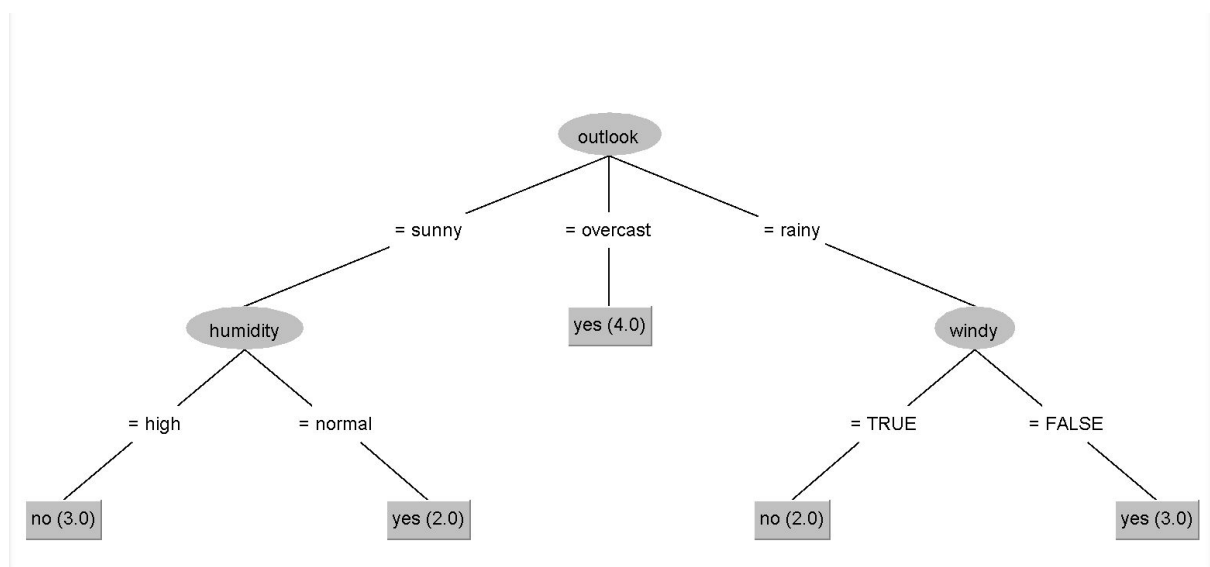 outlook
= sunny
= overcast
= rainy
humidity
yes (4.0)
windy
= high
= normal
= TRUE
= FALSE
no (3.0)
yes (2.0)
no (2.0)
yes (3.0)